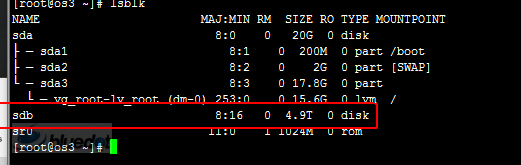 [root@os3 ~]# lsblk
NAME MAJ:MIN RM SIZE RO TYPE MOUNTPOINT
sda 8:0 0 20G 0 disk
├─sda1 8:1 0 200M 0 part /boot
├─sda2 8:2 0 2G 0 part [SWAP]
└─sda3 8:3 0 17.8G 0 part
└─vg_root-lv_root (dm-0) 253:0 0 15.6G 0 lvm /
sdb 8:16 0 4.9T 0 disk
sr0 11:0 1 1024M 0 rom
[root@os3 ~]#